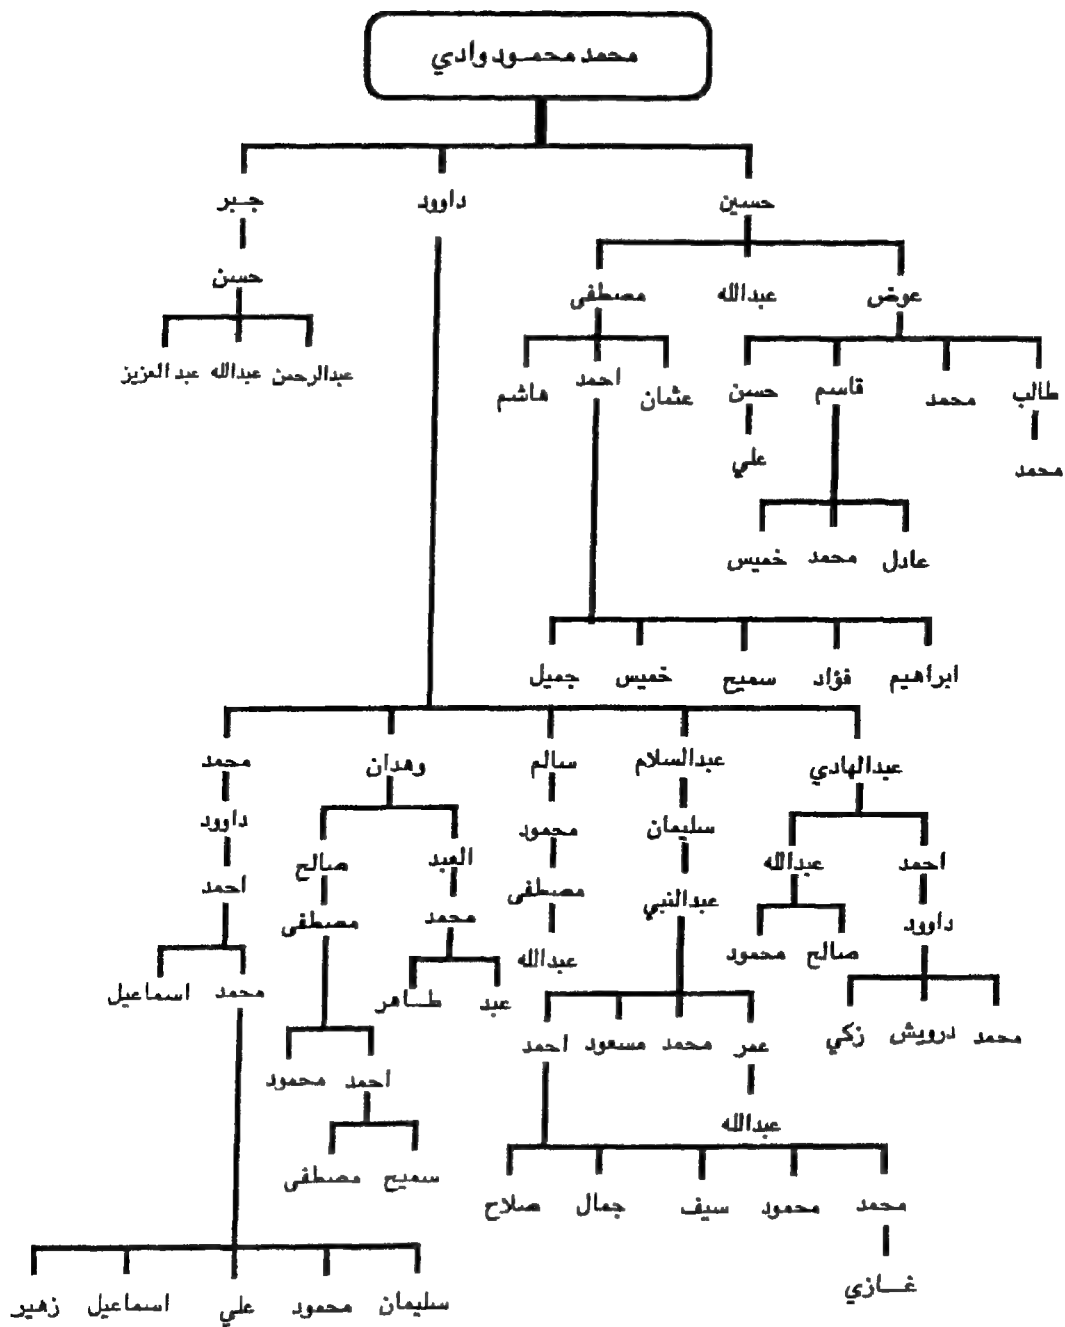 محمد محمود وادي
حسين داوود جبر
حسن
عوض عبدالله مصطفى
عبدالرحمن عبدالله عبدالعزيز
طالب محمد قاسم حسن عثمان احمد هاشم
علي
محمد
عادل محمد خميس
ابراهيم فؤاد سميح خميس جميل
عبدالهادي عبدالسلام سالم وهدان محمد
سليمان محمود داوود
احمد عبدالله العبد صالح احمد
عبدالنبي مصطفى محمد مصطفى
داوود
صالح محمود عبدالله
عبد طاهر محمد اسماعيل
محمد درويش زكي
عمر محمد مسعود احمد
احمد محمود
عبدالله
سميح مصطفى
محمد محمود سيف جمال صلاح
غازي
سليمان محمود علي اسماعيل زهير